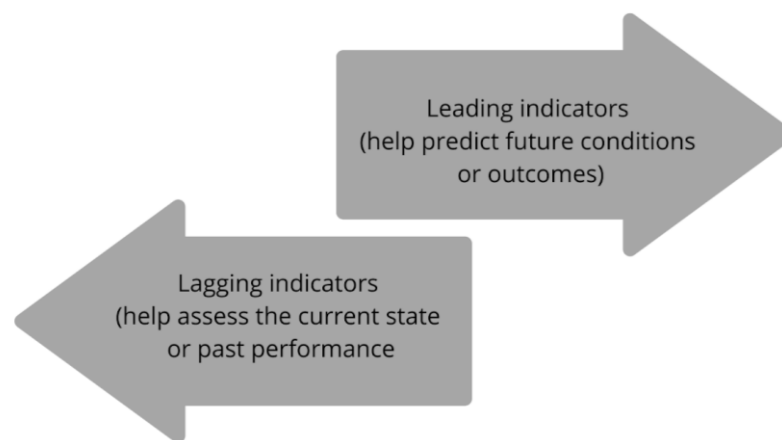 Leading indicators
(help predict future conditions
or outcomes)
Lagging indicators
(help assess the current state
or past performance